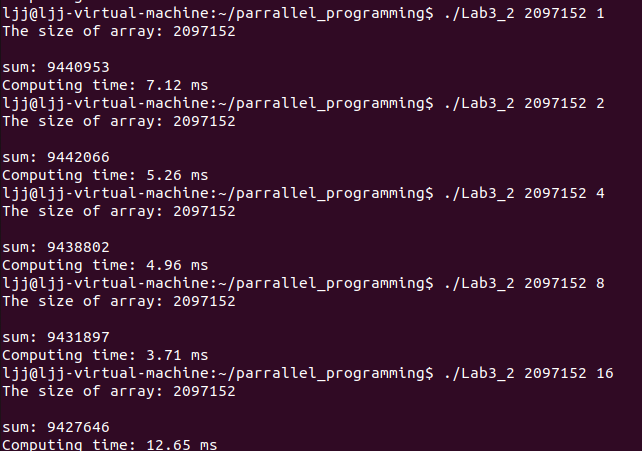 ljj@ljj-virtual-machine:~/parrallel_programming$ ./Lab3_2 2097152 1
The size of array: 2097152
sum: 9440953
Computing time: 7.12 ms
ljj@ljj-virtual-machine:~/parrallel_programming$ ./Lab3_2 2097152 2
The size of array: 2097152
sum: 9442066
Computing time: 5.26 ms
ljj@ljj-virtual-machine:~/parrallel_programming$ ./Lab3_2 2097152 4
The size of array: 2097152
sum: 9438802
Computing time: 4.96 ms
ljj@ljj-virtual-machine:~/parrallel_programming$ ./Lab3_2 2097152 8
The size of array: 2097152
sum: 9431897
Computing time: 3.71 ms
ljj@ljj-virtual-machine:~/parrallel_programming$ ./Lab3_2 2097152 16
The size of array: 2097152
sum: 9427646
Computing time: 12.65 ms